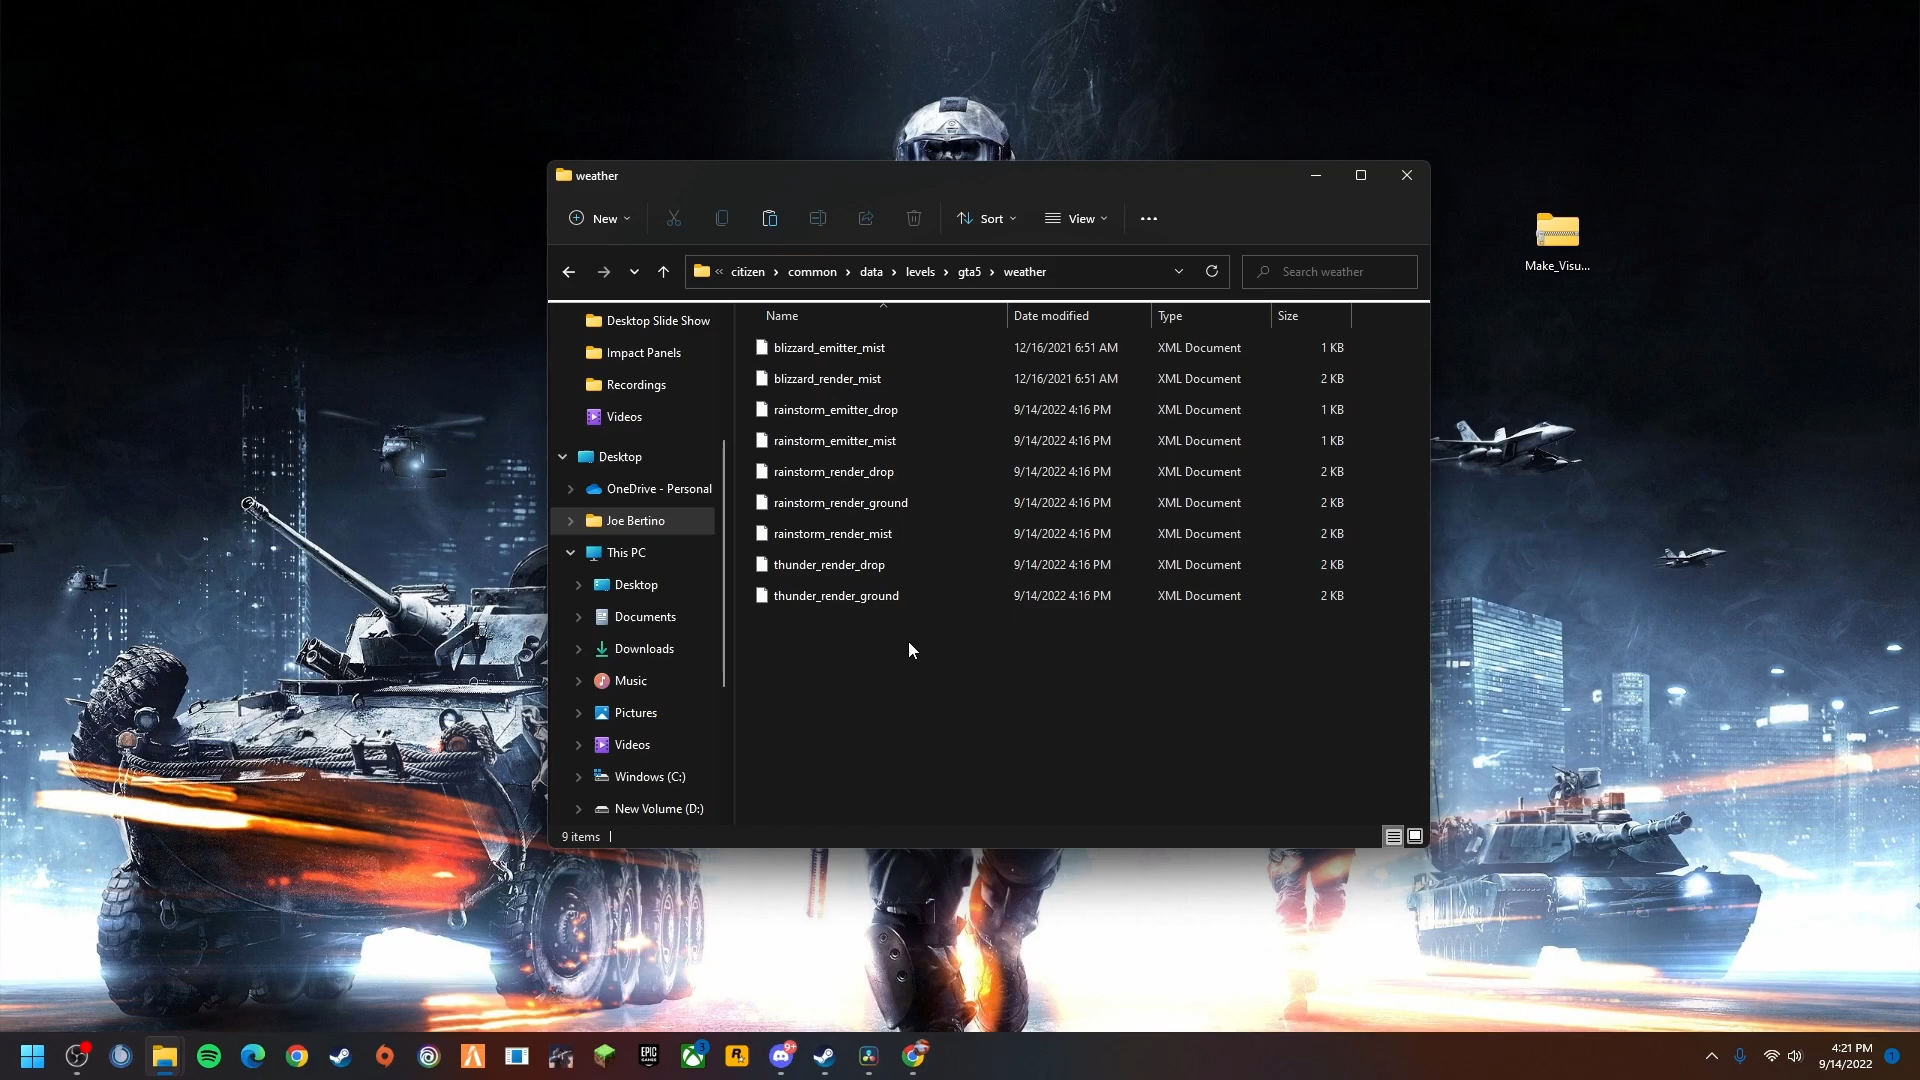 weather
New
Sort
View
« citizen › common › data › levels › gta5 › weather
Search weather
Make_Visu...
Name Date modified Type Size
Desktop Slide Show
Impact Panels
Recordings
Videos
Desktop
OneDrive - Personal
Joe Bertino
This PC
Desktop
Documents
Downloads
Music
Pictures
Videos
Windows (C:)
New Volume (D:)
blizzard_emitter_mist 12/16/2021 6:51 AM XML Document 1 KB
blizzard_render_mist 12/16/2021 6:51 AM XML Document 2 KB
rainstorm_emitter_drop 9/14/2022 4:16 PM XML Document 1 KB
rainstorm_emitter_mist 9/14/2022 4:16 PM XML Document 1 KB
rainstorm_render_drop 9/14/2022 4:16 PM XML Document 2 KB
rainstorm_render_ground 9/14/2022 4:16 PM XML Document 2 KB
rainstorm_render_mist 9/14/2022 4:16 PM XML Document 2 KB
thunder_render_drop 9/14/2022 4:16 PM XML Document 2 KB
thunder_render_ground 9/14/2022 4:16 PM XML Document 2 KB
9 items
EPIC
GAMES
3
R
9+
4:21 PM
9/14/2022
1